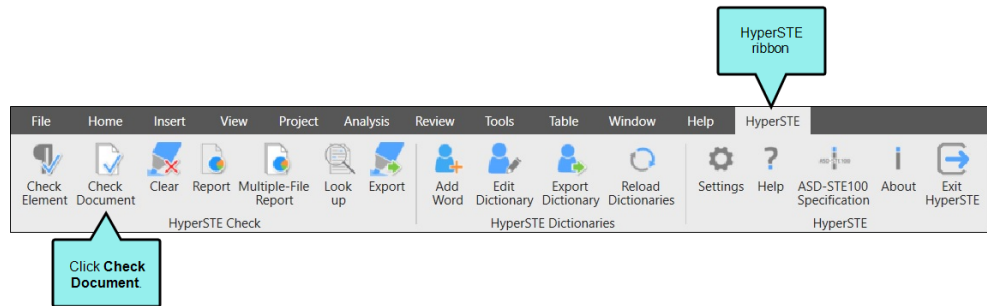 HyperSTE
ribbon
File Home Insert View Project Analysis Review Tools Table Window Help HyperSTE
Check Element
Check Document
Clear
Report
Multiple-File Report
Look up
Export
Add Word
Edit Dictionary
Export Dictionary
Reload Dictionaries
Settings
Help
ASD-STE100 Specification
About
Exit HyperSTE
HyperSTE Check HyperSTE Dictionaries HyperSTE
Click Check
Document.